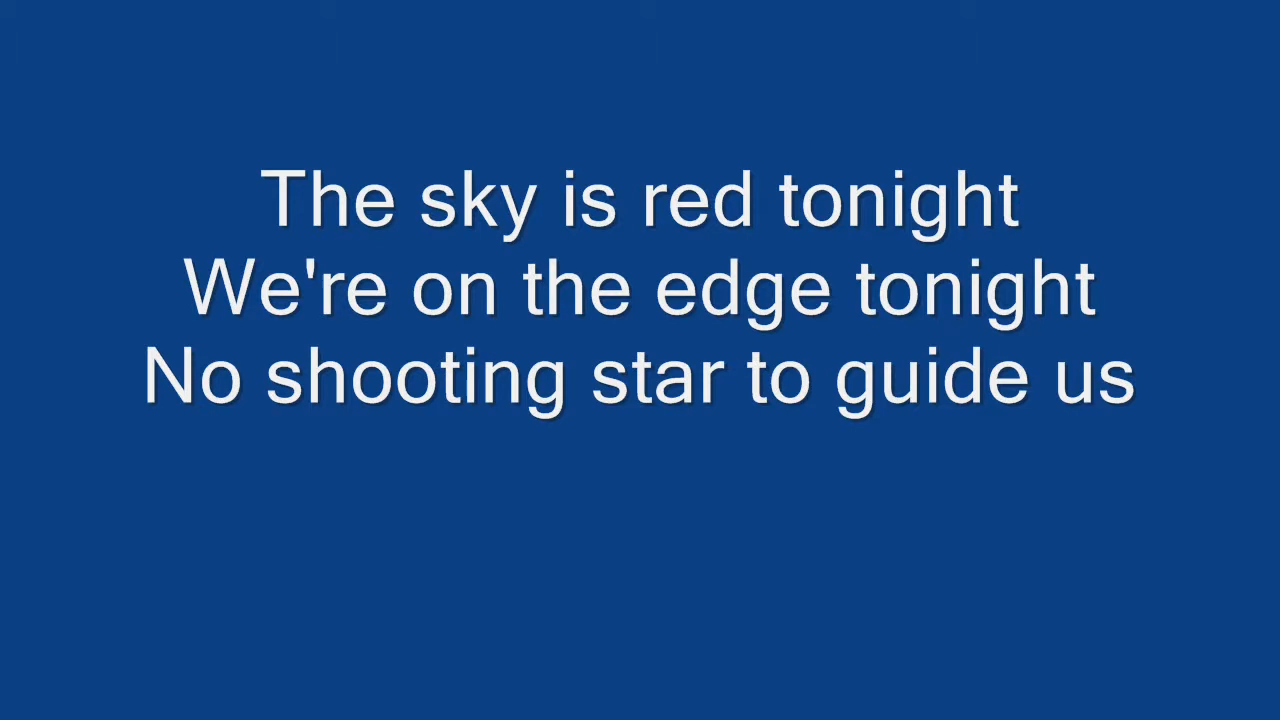 The sky is red tonight
We're on the edge tonight
No shooting star to guide us